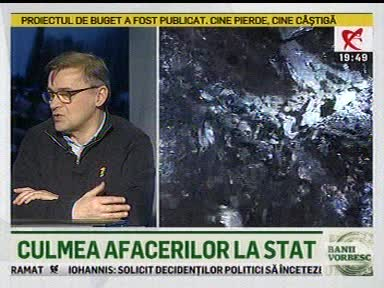 PROIECTUL DE BUGET A FOST PUBLICAT. CINE PIERDE, CINE CÂȘTIGĂ
19:49
CULMEA AFACERILOR LA STAT
BANII VORBESC
RAMAT IOHANNIS: SOLICIT DECIDENȚILOR POLITICI SĂ ÎNCETEZE